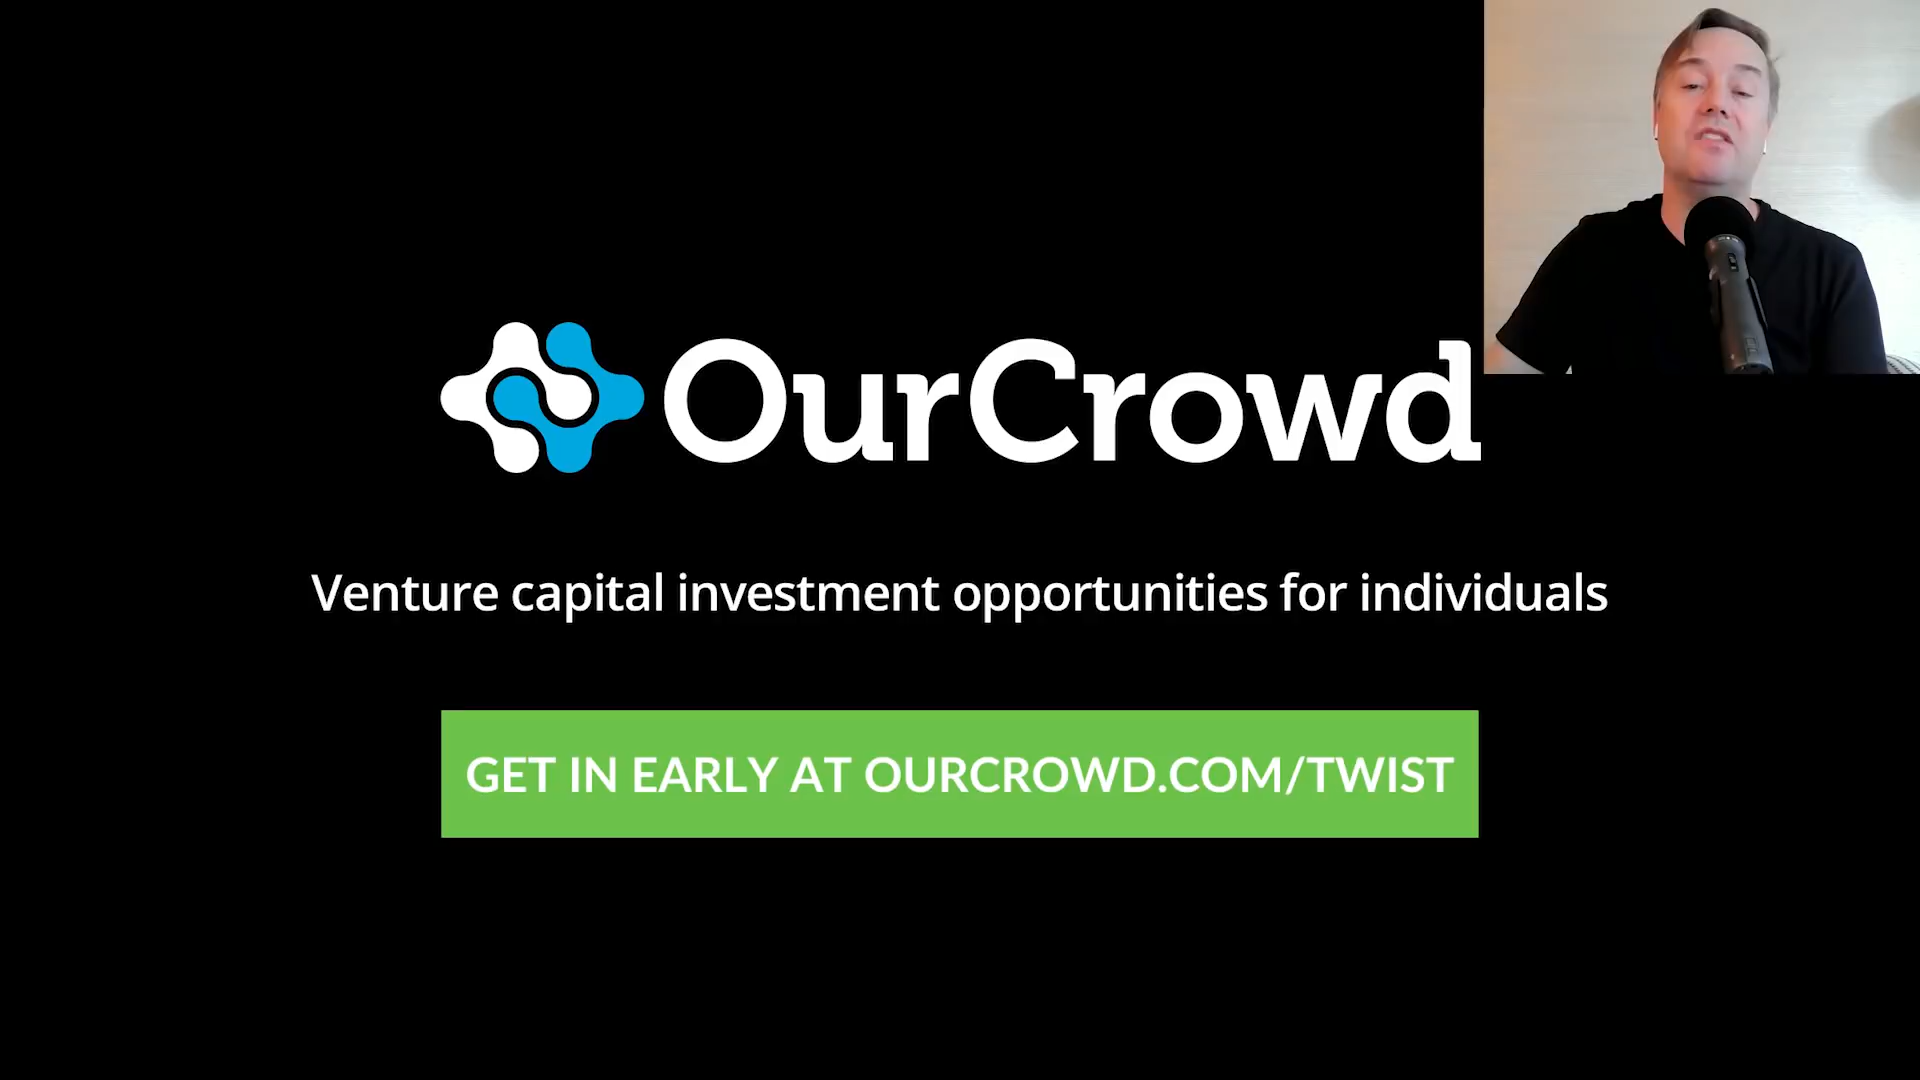 OurCrowd
Venture capital investment opportunities for individuals
GET IN EARLY AT OURCROWD.COM/TWIST